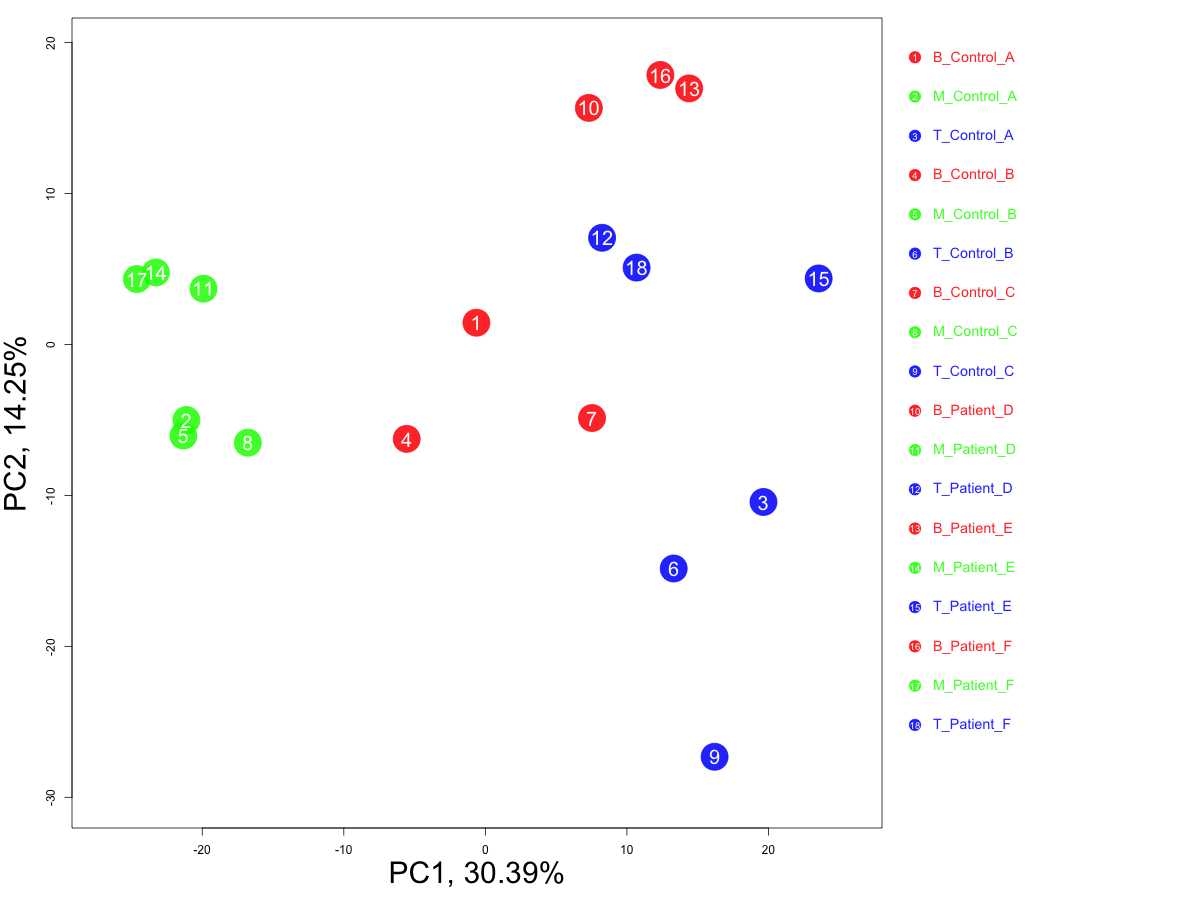 20
10
0
-10
-20
-30
PC2, 14.25%
16
13
10
12
18
15
17
14
11
1
2
5
8
4
7
3
6
9
-20
-10
0
10
20
PC1, 30.39%
1 B_Control_A
2 M_Control_A
3 T_Control_A
4 B_Control_B
5 M_Control_B
6 T_Control_B
7 B_Control_C
8 M_Control_C
9 T_Control_C
10 B_Patient_D
11 M_Patient_D
12 T_Patient_D
13 B_Patient_E
14 M_Patient_E
15 T_Patient_E
16 B_Patient_F
17 M_Patient_F
18 T_Patient_F